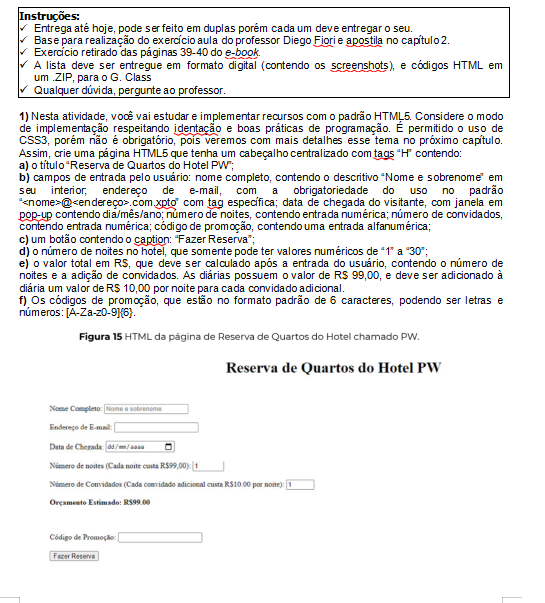 Instruções:
✓ Entrega até hoje, pode ser feito em duplas porém cada um deve entregar o seu.
✓ Base para realização do exercício aula do professor Diego Fiori e apostila no capítulo 2.
✓ Exercício retirado das páginas 39-40 do e-book.
✓ A lista deve ser entregue em formato digital (contendo os screenshots), e códigos HTML em
um .ZIP, para o G. Class
✓ Qualquer dúvida, pergunte ao professor.
1) Nesta atividade, você vai estudar e implementar recursos com o padrão HTML5. Considere o modo
de implementação respeitando identação e boas práticas de programação. É permitido o uso de
CSS3, porém não é obrigatório, pois veremos com mais detalhes esse tema no próximo capítulo.
Assim, crie uma página HTML5 que tenha um cabeçalho centralizado com tags "H" contendo:
a) o título "Reserva de Quartos do Hotel PW";
b) campos de entrada pelo usuário: nome completo, contendo o descritivo "Nome e sobrenome" em
seu interior; endereço de e-mail, com a obrigatoriedade do uso no padrão
"<nome>@<endereço>.com.xpto" com tag específica; data de chegada do visitante, com janela em
pop-up contendo dia/mês/ano; número de noites, contendo entrada numérica; número de convidados,
contendo entrada numérica; código de promoção, contendo uma entrada alfanumérica;
c) um botão contendo o caption: "Fazer Reserva";
d) o número de noites no hotel, que somente pode ter valores numéricos de "1" a "30";
e) o valor total em R$, que deve ser calculado após a entrada do usuário, contendo o número de
noites e a adição de convidados. As diárias possuem o valor de R$ 99,00, e deve ser adicionado à
diária um valor de R$ 10,00 por noite para cada convidado adicional.
f) Os códigos de promoção, que estão no formato padrão de 6 caracteres, podendo ser letras e
números: [A-Za-z0-9]{6}.
Figura 15 HTML da página de Reserva de Quartos do Hotel chamado PW.
Reserva de Quartos do Hotel PW
Nome Completo: Nome e sobrenome
Endereço de E-mail:
Data de Chegada: dd/mm/aaaa
Número de noites (Cada noite custa R$99,00): 1
Número de Convidados (Cada convidado adicional custa R$10.00 por noite): 1
Orçamento Estimado: R$99.00
Código de Promoção:
Fazer Reserva